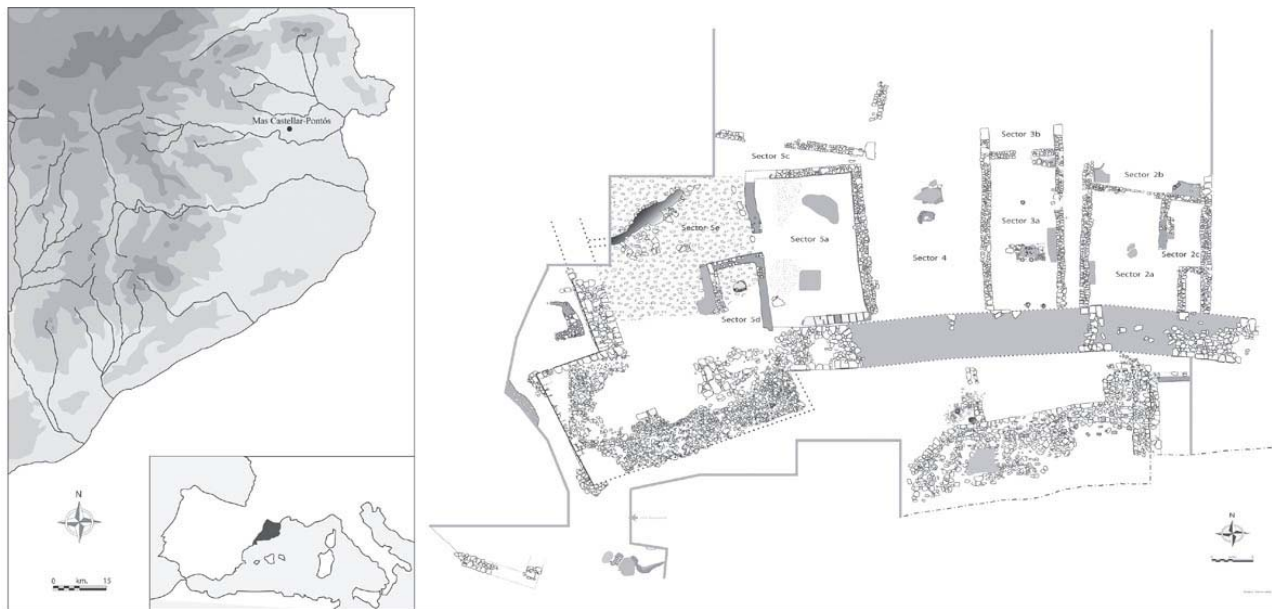 Mas Castellar-Pontós
N
0 km. 15
Sector 3b
Sector 5c
Sector 2b
Sector 5e
Sector 5a
Sector 3a
Sector 4
Sector 2c
Sector 2a
Sector 5d
N